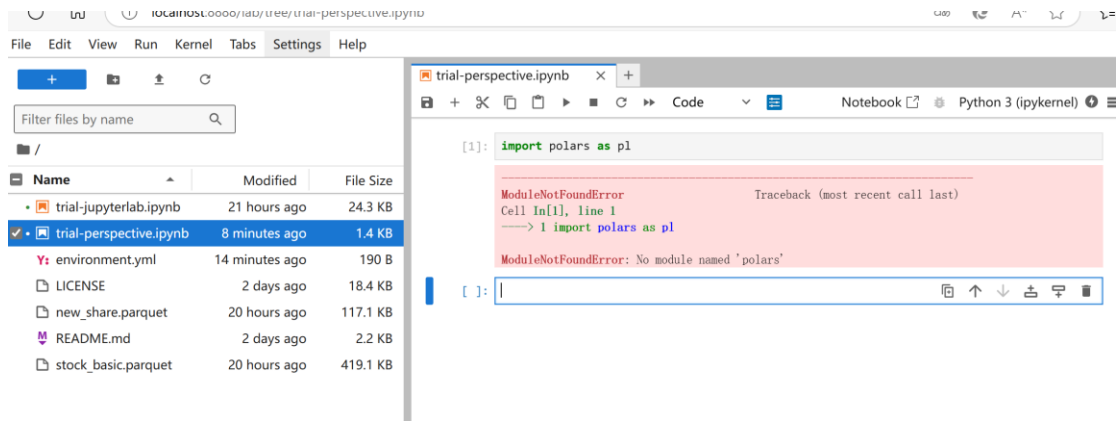 localhost:8888/lab/tree/trial-perspective.ipynb
File Edit View Run Kernel Tabs Settings Help
Filter files by name
/
Name Modified File Size
trial-jupyterlab.ipynb 21 hours ago 24.3 KB
trial-perspective.ipynb 8 minutes ago 1.4 KB
Y: environment.yml 14 minutes ago 190 B
LICENSE 2 days ago 18.4 KB
new_share.parquet 20 hours ago 117.1 KB
README.md 2 days ago 2.2 KB
stock_basic.parquet 20 hours ago 419.1 KB
trial-perspective.ipynb
Code Notebook Python 3 (ipykernel)
[1]: import polars as pl
ModuleNotFoundError Traceback (most recent call last)
Cell In[1], line 1
----> 1 import polars as pl
ModuleNotFoundError: No module named 'polars'
[ ]: